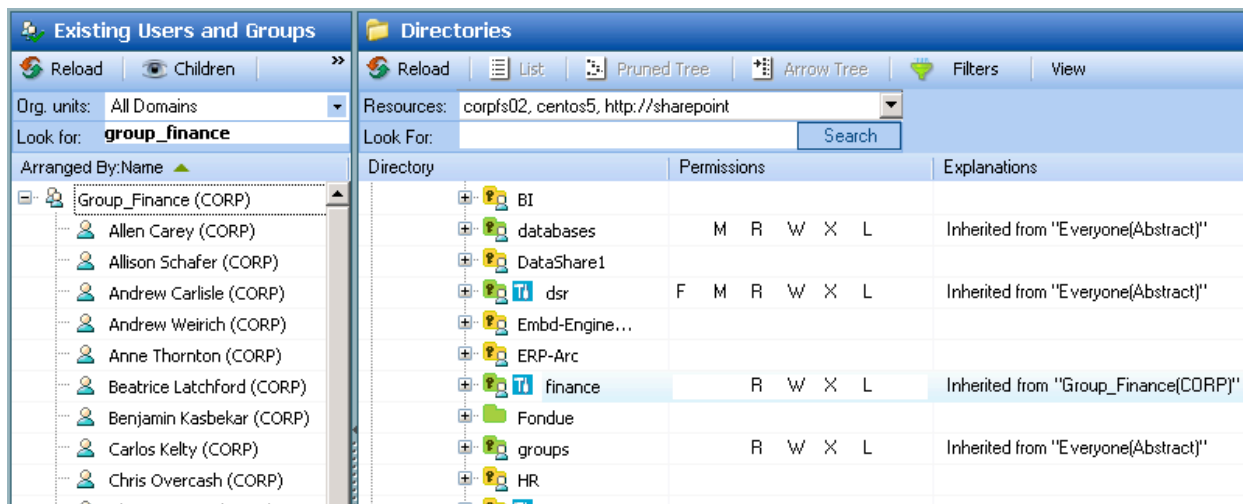 Existing Users and Groups
Reload Children »
Org. units: All Domains
Look for: group_finance
Arranged By:Name
Group_Finance (CORP)
Allen Carey (CORP)
Allison Schafer (CORP)
Andrew Carlisle (CORP)
Andrew Weirich (CORP)
Anne Thornton (CORP)
Beatrice Latchford (CORP)
Benjamin Kasbekar (CORP)
Carlos Kelty (CORP)
Chris Overcash (CORP)
Directories
Reload List Pruned Tree Arrow Tree Filters View
Resources: corpfs02, centos5, http://sharepoint
Look For: Search
Directory Permissions Explanations
BI
databases M R W X L Inherited from "Everyone(Abstract)"
DataShare1
dsr F M R W X L Inherited from "Everyone(Abstract)"
Embd-Engine...
ERP-Arc
finance R W X L Inherited from "Group_Finance(CORP)"
Fondue
groups R W X L Inherited from "Everyone(Abstract)"
HR